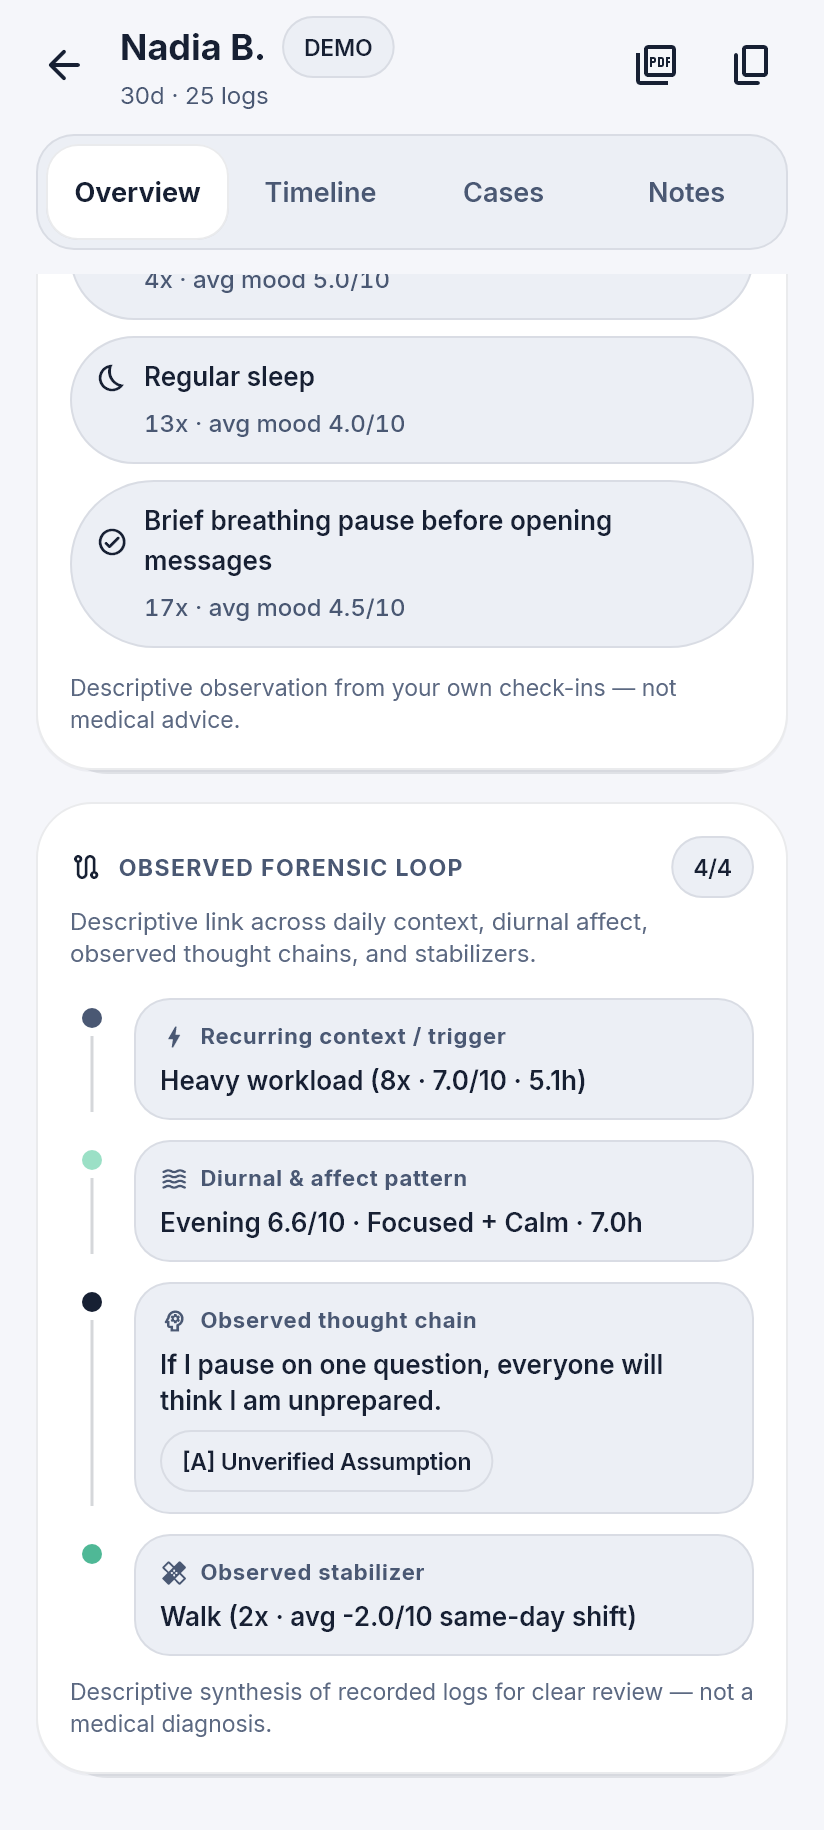 Nadia B.
DEMO
30d · 25 logs
PDF
Overview
Timeline
Cases
Notes
4x · avg mood 5.0/10
Regular sleep
13x · avg mood 4.0/10
Brief breathing pause before opening
messages
17x · avg mood 4.5/10
Descriptive observation from your own check-ins — not
medical advice.
OBSERVED FORENSIC LOOP
4/4
Descriptive link across daily context, diurnal affect,
observed thought chains, and stabilizers.
Recurring context / trigger
Heavy workload (8x · 7.0/10 · 5.1h)
Diurnal & affect pattern
Evening 6.6/10 · Focused + Calm · 7.0h
Observed thought chain
If I pause on one question, everyone will
think I am unprepared.
[A] Unverified Assumption
Observed stabilizer
Walk (2x · avg -2.0/10 same-day shift)
Descriptive synthesis of recorded logs for clear review — not a
medical diagnosis.